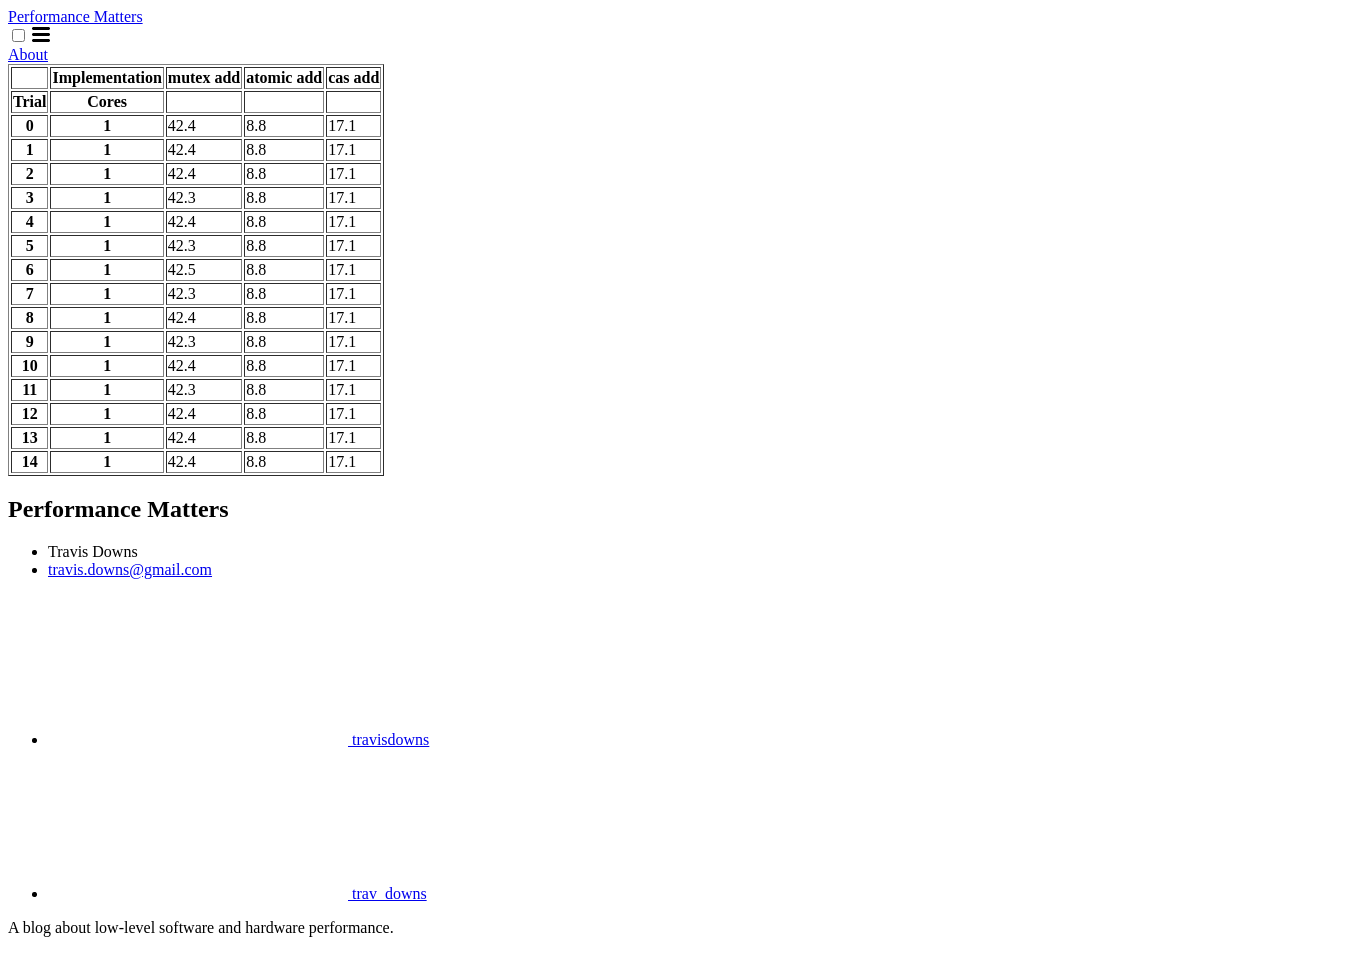 Performance Matters
About
Implementation mutex add atomic add cas add
Trial Cores
0 1 42.4 8.8 17.1
1 1 42.4 8.8 17.1
2 1 42.4 8.8 17.1
3 1 42.3 8.8 17.1
4 1 42.4 8.8 17.1
5 1 42.3 8.8 17.1
6 1 42.5 8.8 17.1
7 1 42.3 8.8 17.1
8 1 42.4 8.8 17.1
9 1 42.3 8.8 17.1
10 1 42.4 8.8 17.1
11 1 42.3 8.8 17.1
12 1 42.4 8.8 17.1
13 1 42.4 8.8 17.1
14 1 42.4 8.8 17.1
Performance Matters
Travis Downs
travis.downs@gmail.com
travisdowns
trav_downs
A blog about low-level software and hardware performance.